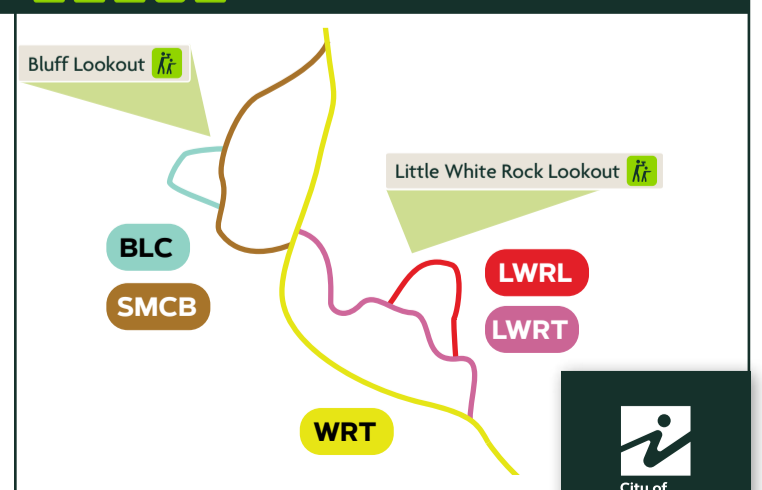 Bluff Lookout
Little White Rock Lookout
BLC
LWRL
SMCB
LWRT
WRT
City of